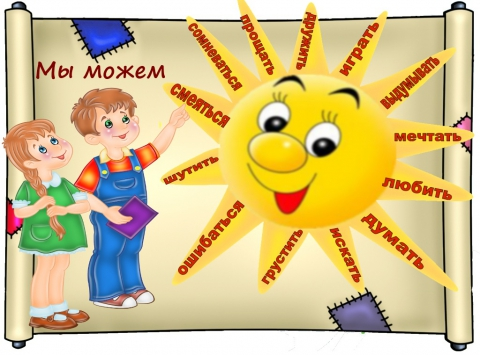 Мы можем
шутить
смеяться
сомневаться
прощать
дружить
играть
выдумывать
мечтать
любить
думать
искать
грустить
ошибаться